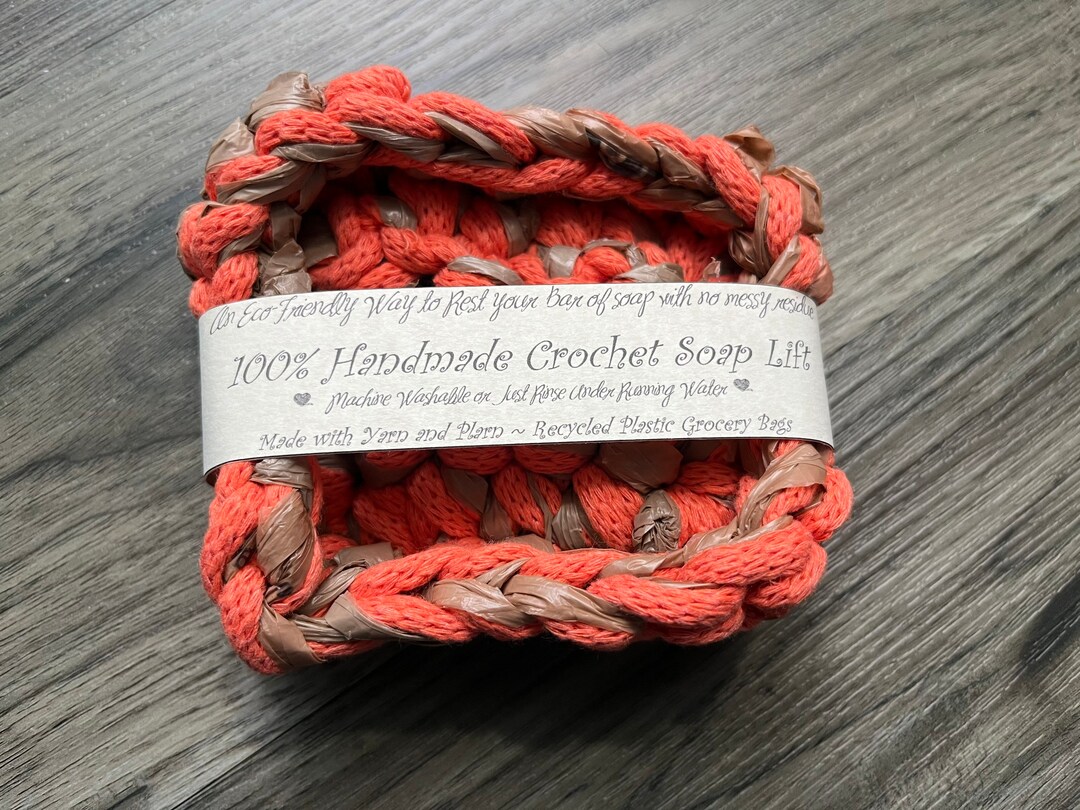 An Eco-Friendly Way to Rest your Bar of soap with no messy residue
100% Handmade Crochet Soap Lift
Machine Washable or Just Rinse Under Running Water
Made with Yarn and Plarn ~ Recycled Plastic Grocery Bags